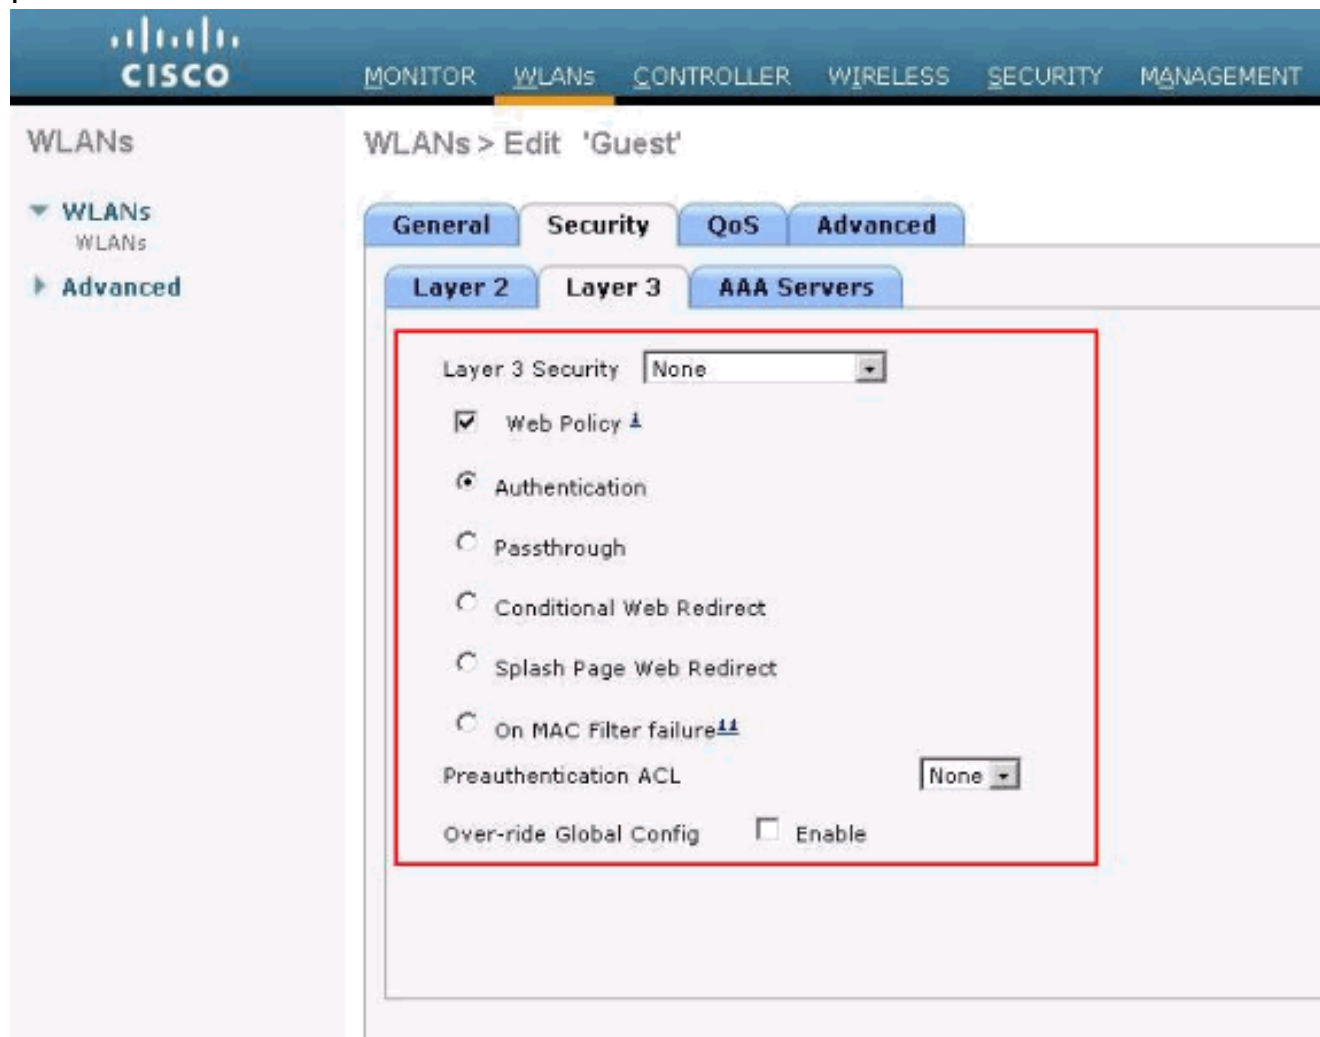 CISCO
MONITOR WLANs CONTROLLER WIRELESS SECURITY MANAGEMENT
WLANs
WLANs > Edit 'Guest'
WLANs
WLANs
Advanced
General Security QoS Advanced
Layer 2 Layer 3 AAA Servers
Layer 3 Security None
Web Policy 1
Authentication
Passthrough
Conditional Web Redirect
Splash Page Web Redirect
On MAC Filter failure11
Preauthentication ACL None
Over-ride Global Config Enable